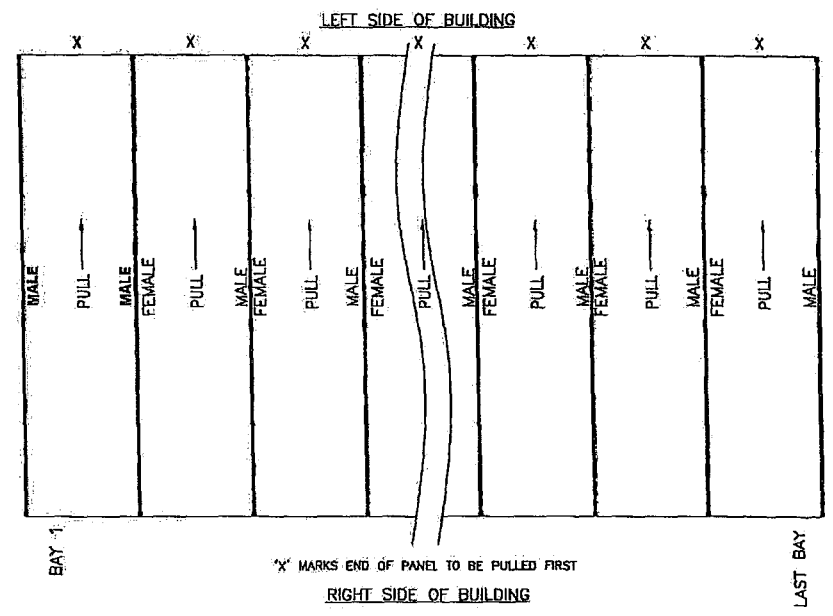 LEFT SIDE OF BUILDING
X X X X X X X
MALE PULL MALE FEMALE PULL MALE FEMALE PULL MALE FEMALE PULL MALE FEMALE PULL MALE FEMALE PULL MALE FEMALE PULL MALE
BAY 1
LAST BAY
'X' MARKS END OF PANEL TO BE PULLED FIRST
RIGHT SIDE OF BUILDING